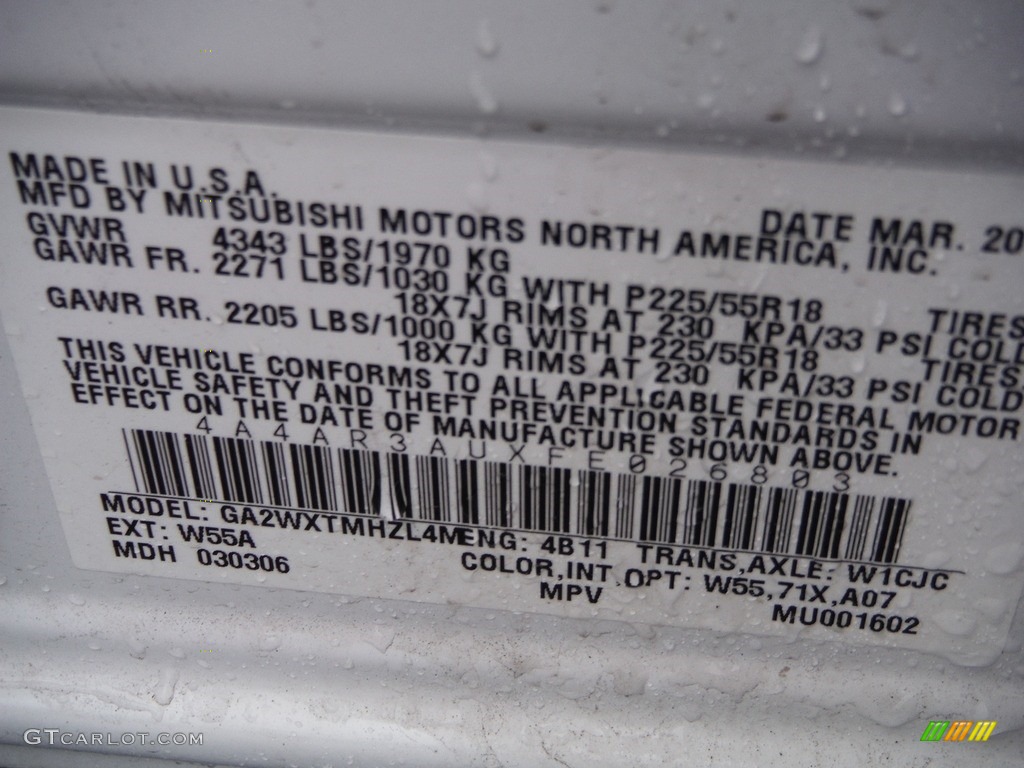 MADE IN U.S.A. DATE MAR. 20
MFD BY MITSUBISHI MOTORS NORTH AMERICA, INC.
GVWR 4343 LBS/1970 KG
GAWR FR. 2271 LBS/1030 KG WITH P225/55R18 TIRES
18X7J RIMS AT 230 KPA/33 PSI COLD
GAWR RR. 2205 LBS/1000 KG WITH P225/55R18 TIRES,
18X7J RIMS AT 230 KPA/33 PSI COLD
THIS VEHICLE CONFORMS TO ALL APPLICABLE FEDERAL MOTOR
VEHICLE SAFETY AND THEFT PREVENTION STANDARDS IN
EFFECT ON THE DATE OF MANUFACTURE SHOWN ABOVE.
4A4AR3AUXFE026803
MODEL: GA2WXTMHZL4M ENG: 4B11 TRANS,AXLE: W1CJC
EXT: W55A COLOR,INT,OPT: W55,71X,A07
MDH 030306 MPV MU001602
GTCARLOT.COM